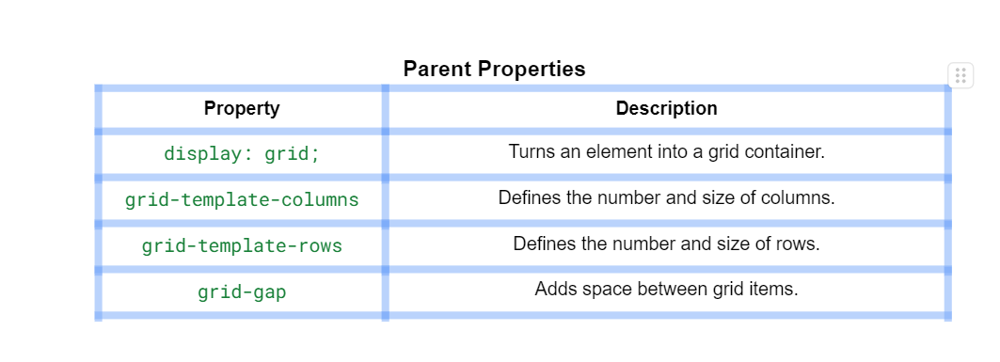 Parent Properties
Property Description
display: grid; Turns an element into a grid container.
grid-template-columns Defines the number and size of columns.
grid-template-rows Defines the number and size of rows.
grid-gap Adds space between grid items.